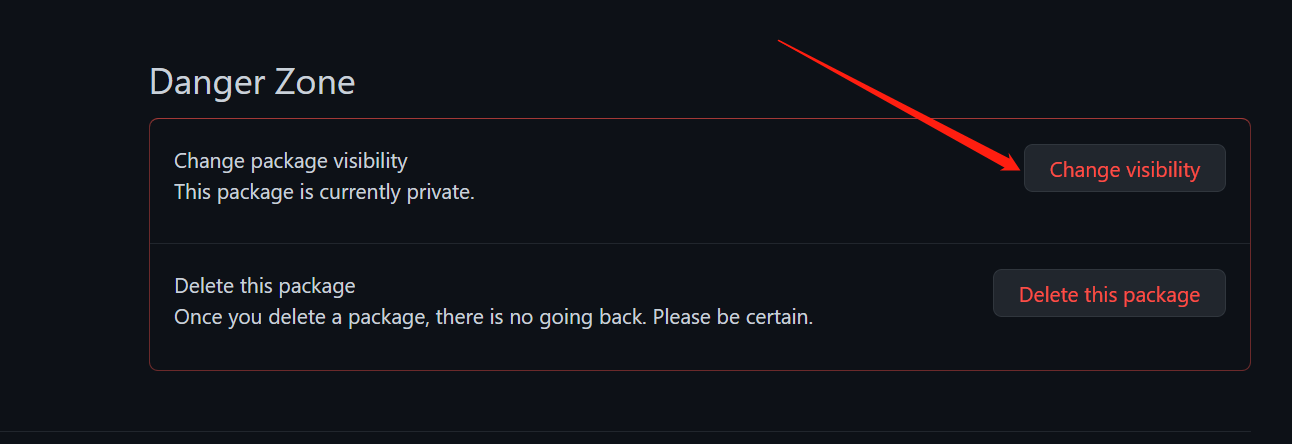 Danger Zone
Change package visibility
This package is currently private.
Change visibility
Delete this package
Once you delete a package, there is no going back. Please be certain.
Delete this package